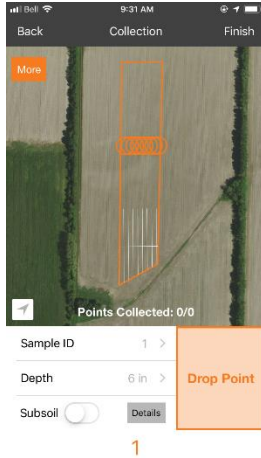 Bell 9:31 AM
Back Collection Finish
More
Points Collected: 0/0
Sample ID 1 >
Depth 6 in >
Drop Point
Subsoil Details
1